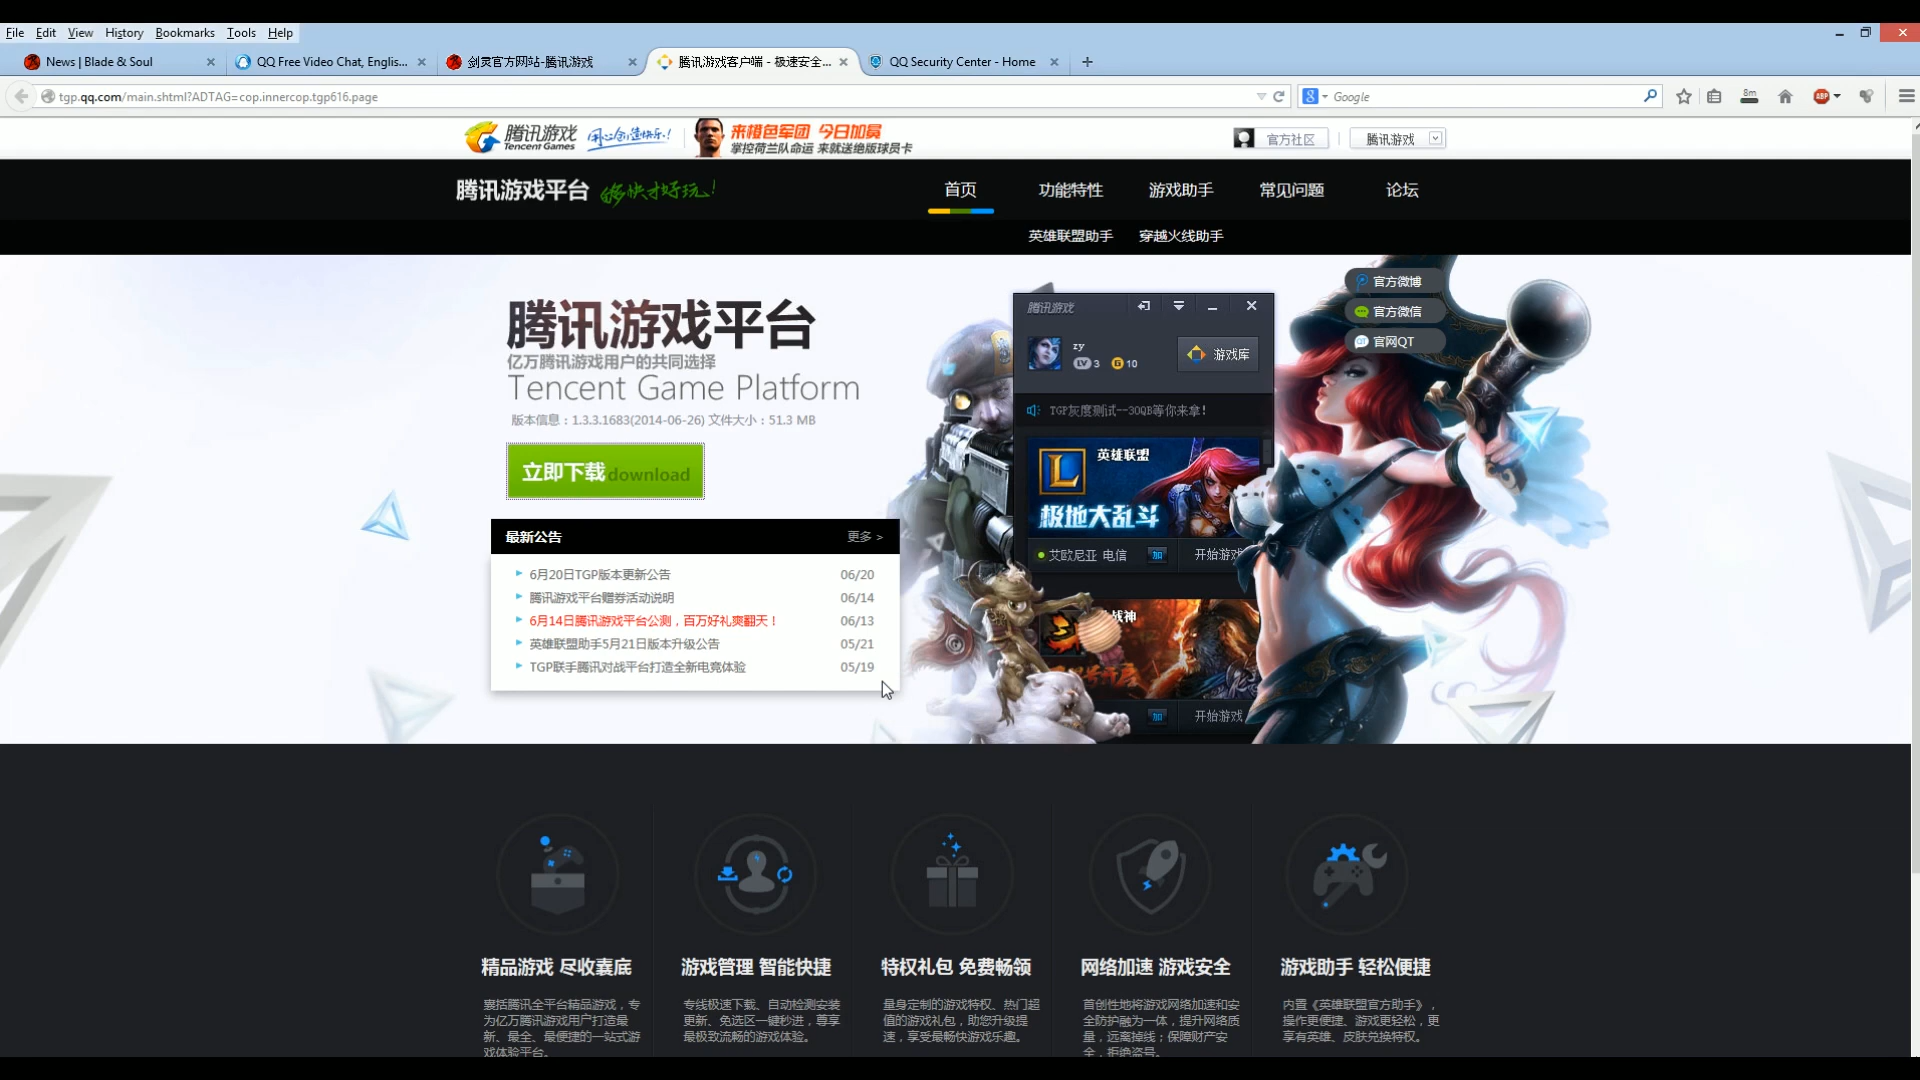 File Edit View History Bookmarks Tools Help
News | Blade & Soul
QQ Free Video Chat, Englis...
剑灵官方网站-腾讯游戏
腾讯游戏客户端 - 极速安全...
QQ Security Center - Home
tgp.qq.com/main.shtml?ADTAG=cop.innercop.tgp616.page
Google
8m
ABP
腾讯游戏
Tencent Games
用心创造快乐!
来橙色军团 今日加赏
掌控荷兰队命运 来就送绝版球员卡
官方社区
腾讯游戏
腾讯游戏平台
够快才好玩!
首页
功能特性
游戏助手
常见问题
论坛
英雄联盟助手
穿越火线助手
腾讯游戏平台
亿万腾讯游戏用户的共同选择
Tencent Game Platform
版本信息：1.3.3.1683(2014-06-26) 文件大小：51.3 MB
立即下载download
最新公告
更多 >
6月20日TGP版本更新公告 06/20
腾讯游戏平台赠券活动说明 06/14
6月14日腾讯游戏平台公测，百万好礼爽翻天！ 06/13
英雄联盟助手5月21日版本升级公告 05/21
TGP联手腾讯对战平台打造全新电竞体验 05/19
腾讯游戏
zy
LV 3 G 10
游戏库
TGP灰度测试--30QB等你来拿!
英雄联盟
极地大乱斗
艾欧尼亚 电信
加
开始游戏
战神
加
开始游戏
官方微博
官方微信
官网QT
精品游戏 尽收囊底
囊括腾讯全平台精品游戏，专
为亿万腾讯游戏用户打造最
新、最全、最便捷的一站式游
戏体验平台。
游戏管理 智能快捷
专线极速下载、自动检测安装
更新、免选区一键秒进，尊享
最极致流畅的游戏体验。
特权礼包 免费畅领
量身定制的游戏特权、热门超
值的游戏礼包，助您升级提
速，享受最畅快游戏乐趣。
网络加速 游戏安全
首创性地将游戏网络加速和安
全防护融为一体，提升网络质
量，远离掉线；保障财产安
全，拒绝盗号。
游戏助手 轻松便捷
内置《英雄联盟官方助手》，
操作更便捷、游戏更轻松，更
享有英雄、皮肤兑换特权。